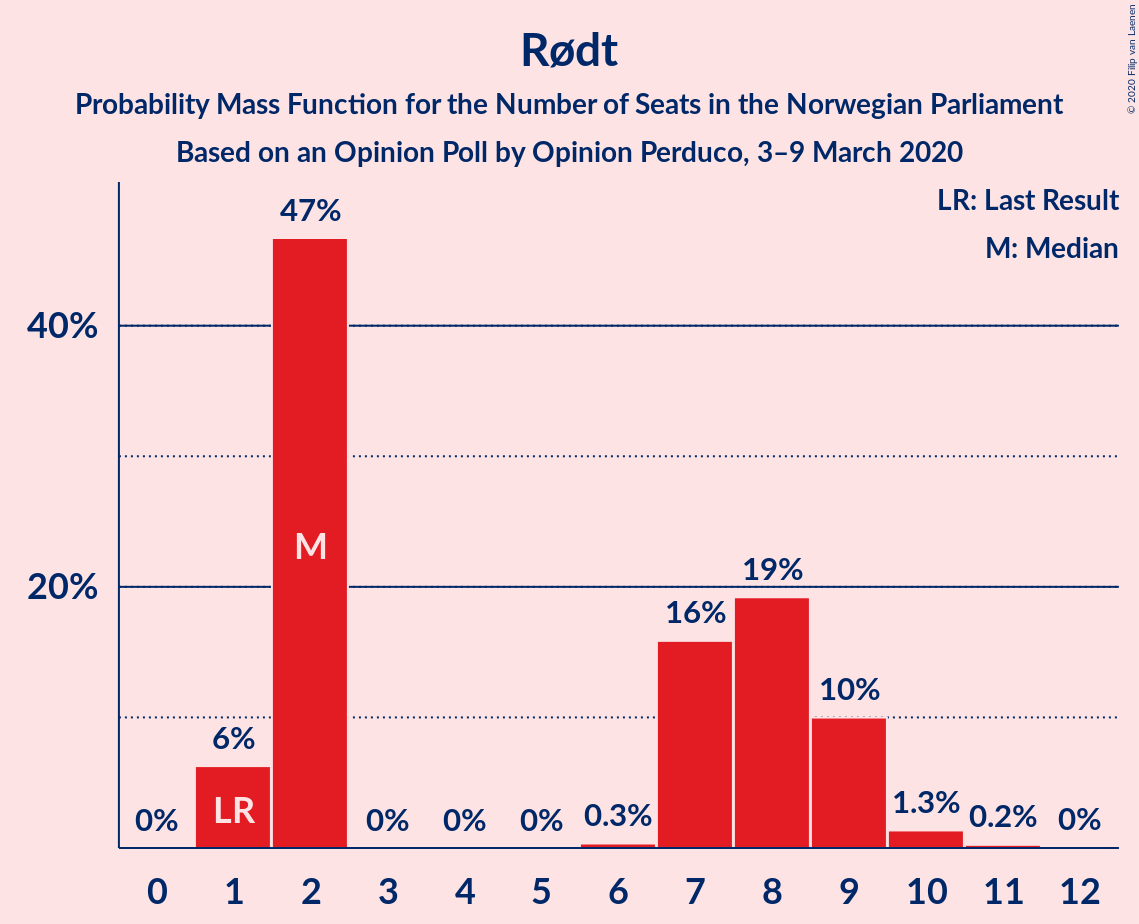 Rødt
Probability Mass Function for the Number of Seats in the Norwegian Parliament
Based on an Opinion Poll by Opinion Perduco, 3–9 March 2020
© 2020 Filip van Laenen
LR: Last Result
M: Median
40%
20%
0%
6%
47%
0%
0%
0%
0.3%
16%
19%
10%
1.3%
0.2%
0%
LR
M
0 1 2 3 4 5 6 7 8 9 10 11 12